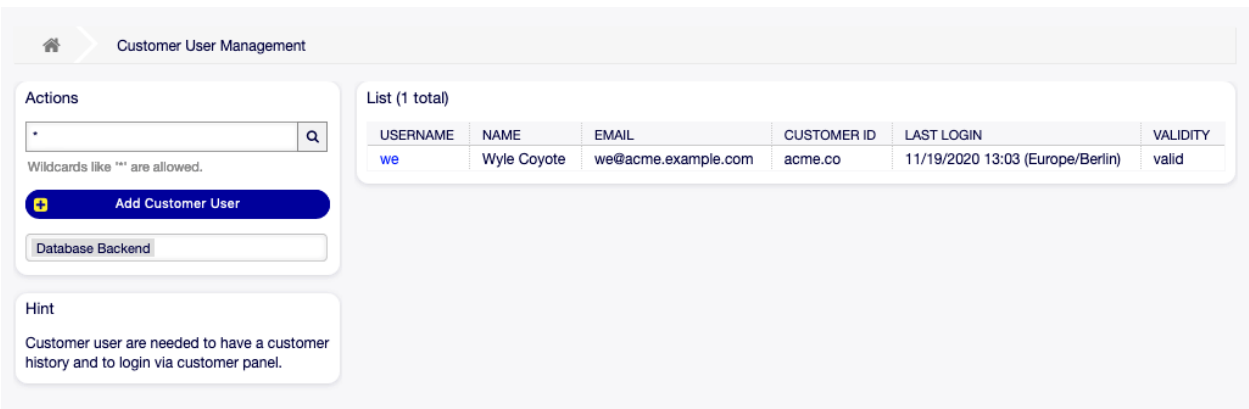 Customer User Management
Actions
*
Wildcards like '*' are allowed.
Add Customer User
Database Backend
Hint
Customer user are needed to have a customer
history and to login via customer panel.
List (1 total)
USERNAME NAME EMAIL CUSTOMER ID LAST LOGIN VALIDITY
we Wyle Coyote we@acme.example.com acme.co 11/19/2020 13:03 (Europe/Berlin) valid